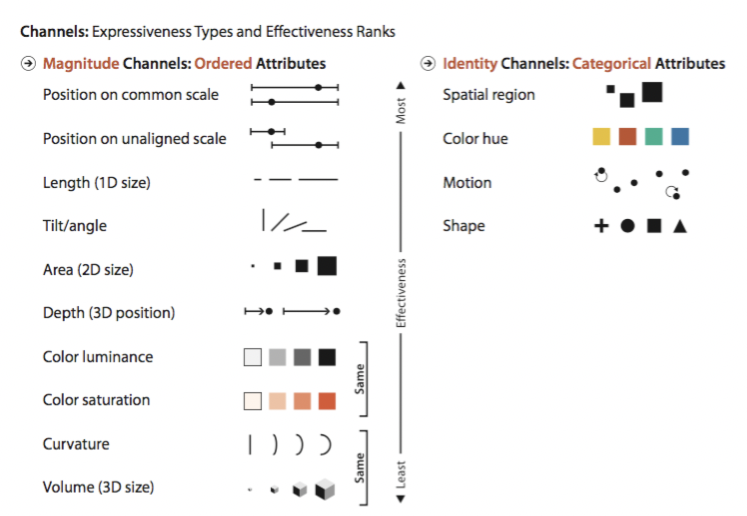 Channels: Expressiveness Types and Effectiveness Ranks
Magnitude Channels: Ordered Attributes
Position on common scale
Position on unaligned scale
Length (1D size)
Tilt/angle
Area (2D size)
Depth (3D position)
Color luminance
Color saturation
Curvature
Volume (3D size)
Same
Same
Most
Effectiveness
Least
Identity Channels: Categorical Attributes
Spatial region
Color hue
Motion
Shape